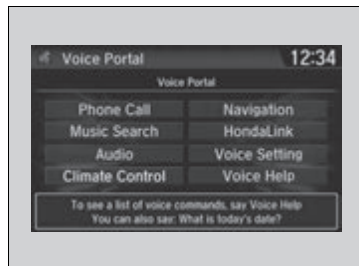 Voice Portal 12:34
Voice Portal
Phone Call Navigation
Music Search HondaLink
Audio Voice Setting
Climate Control Voice Help
To see a list of voice commands, say Voice Help
You can also say: What is today's date?